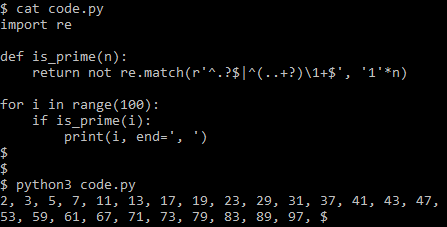 $ cat code.py
import re

def is_prime(n):
    return not re.match(r'^.?$|^(..+?)\1+$', '1'*n)

for i in range(100):
    if is_prime(i):
        print(i, end=', ')
$
$
$ python3 code.py
2, 3, 5, 7, 11, 13, 17, 19, 23, 29, 31, 37, 41, 43, 47,
53, 59, 61, 67, 71, 73, 79, 83, 89, 97, $